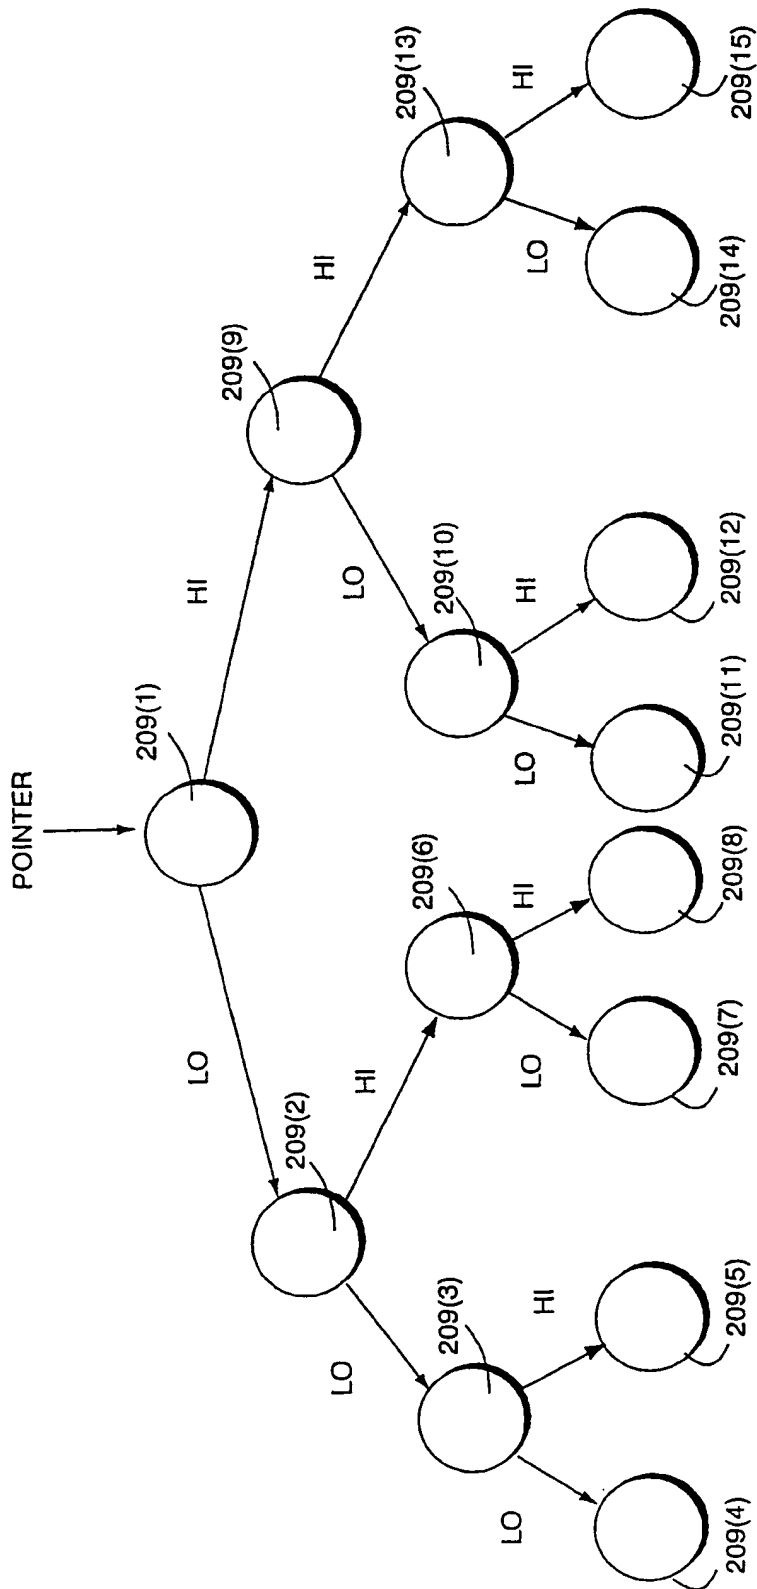 POINTER
209(1)
LO
HI
209(2)
209(9)
LO
HI
LO
HI
209(3)
209(6)
209(10)
209(13)
LO
HI
LO
HI
LO
HI
LO
HI
209(4)
209(5)
209(7)
209(8)
209(11)
209(12)
209(14)
209(15)